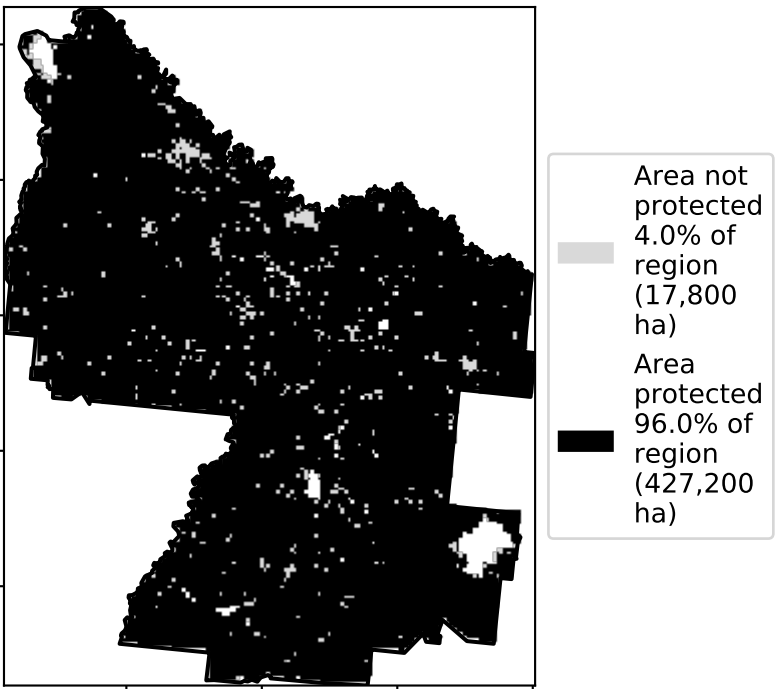 Area not
protected
4.0% of
region
(17,800
ha)
Area
protected
96.0% of
region
(427,200
ha)